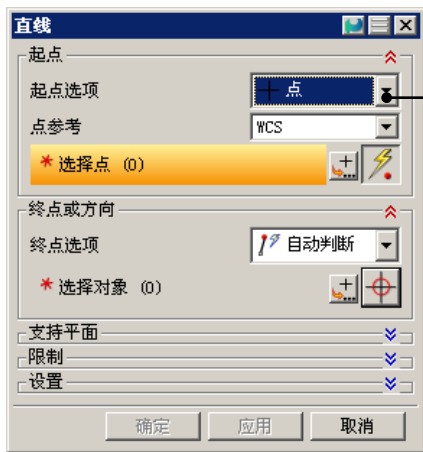 直线
起点
起点选项 点
点参考 WCS
* 选择点 (0)
终点或方向
终点选项 自动判断
* 选择对象 (0)
支持平面
限制
设置
确定 应用 取消